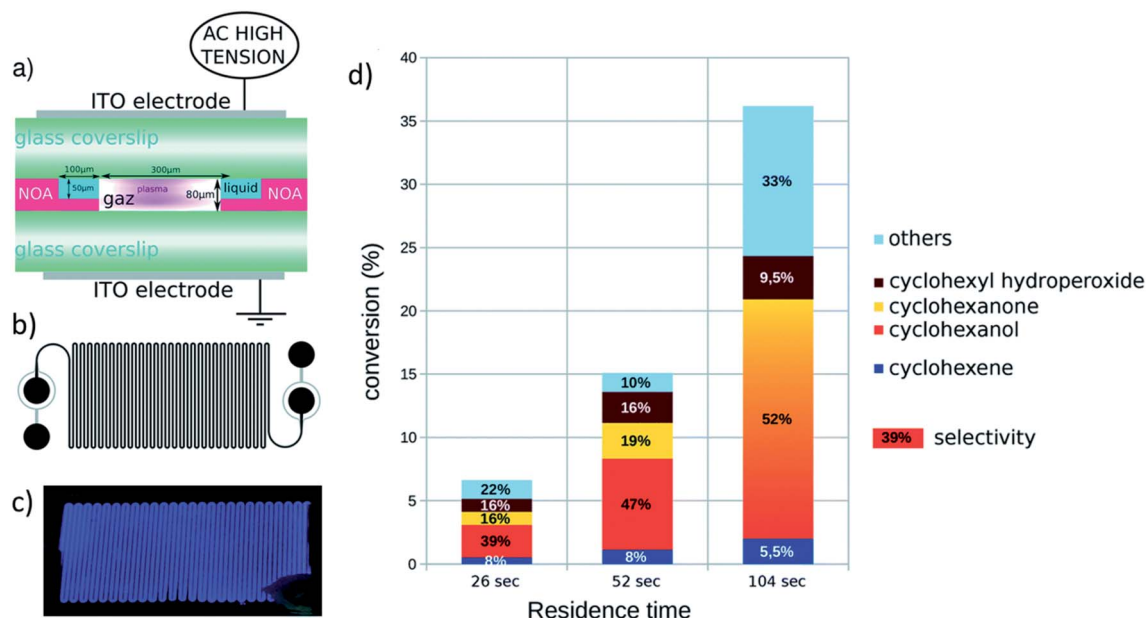 a)
AC HIGH
TENSION
ITO electrode
glass coverslip
100µm
300µm
NOA
50µm
gaz
plasma
80µm
liquid
NOA
glass coverslip
ITO electrode
b)
c)
d)
conversion (%)
40
35
30
25
20
15
10
5
0
22%
16%
16%
39%
8%
10%
16%
19%
47%
8%
33%
9,5%
52%
5,5%
26 sec
52 sec
104 sec
Residence time
others
cyclohexyl hydroperoxide
cyclohexanone
cyclohexanol
cyclohexene
39% selectivity